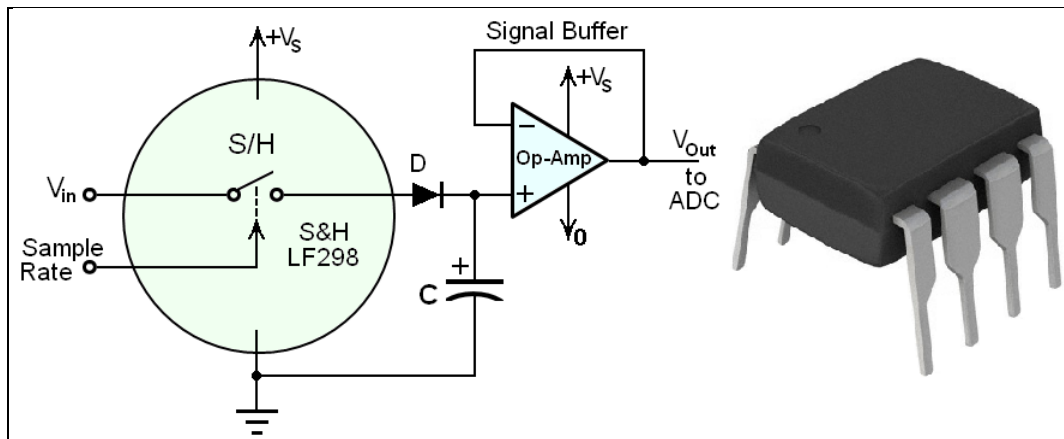 Signal Buffer
+Vs
+Vs
S/H
D
Op-Amp
−
+
VOut
to
ADC
Vin
S&H
LF298
Sample
Rate
0
+
C